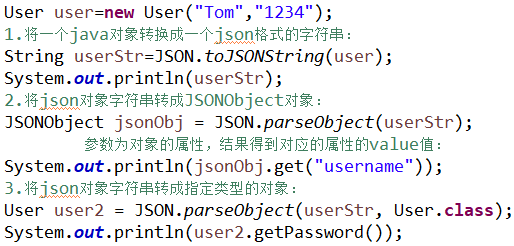 User user=new User("Tom","1234");
1.将一个java对象转换成一个json格式的字符串:
String userStr=JSON.toJSONString(user);
System.out.println(userStr);
2.将json对象字符串转成JSONObject对象:
JSONObject jsonObj = JSON.parseObject(userStr);
参数为对象的属性，结果得到对应的属性的value值:
System.out.println(jsonObj.get("username"));
3.将json对象字符串转成指定类型的对象:
User user2 = JSON.parseObject(userStr, User.class);
System.out.println(user2.getPassword());